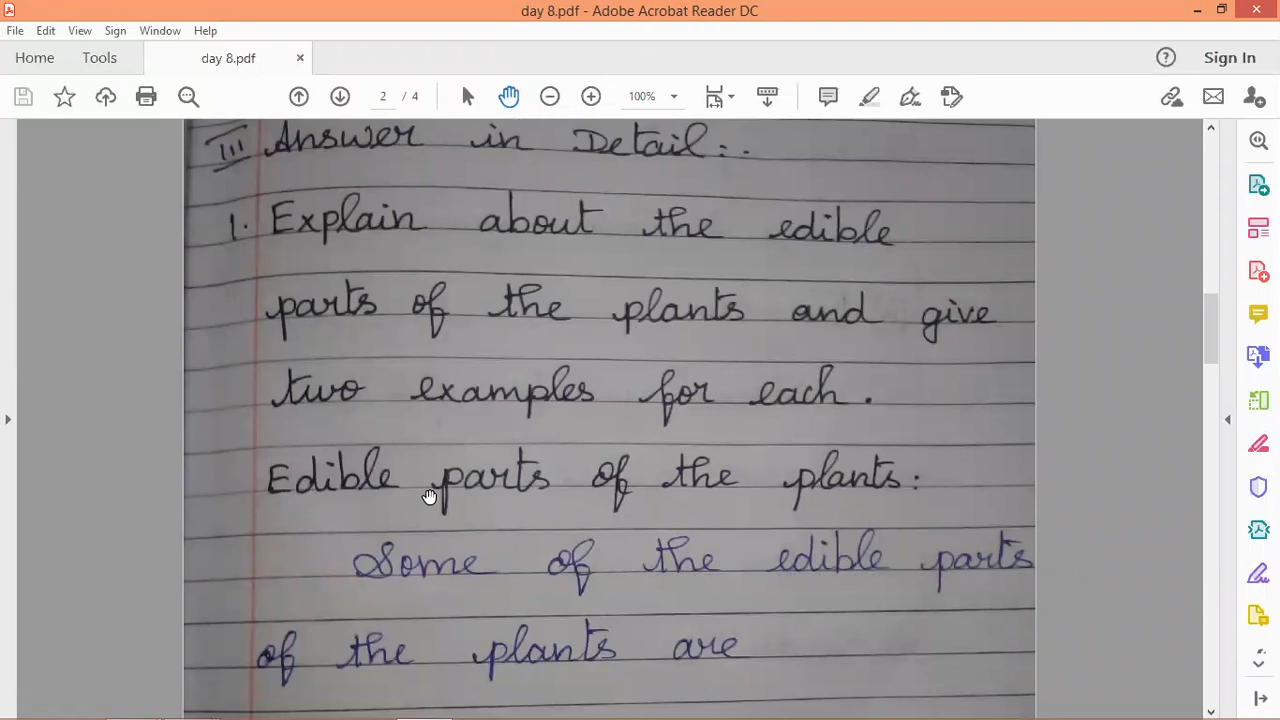 day 8.pdf - Adobe Acrobat Reader DC
File Edit View Sign Window Help
Home Tools day 8.pdf × Sign In
2 / 4 100%
III Answer in Detail:.
1. Explain about the edible
parts of the plants and give
two examples for each.
Edible parts of the plants:
Some of the edible parts
of the plants are